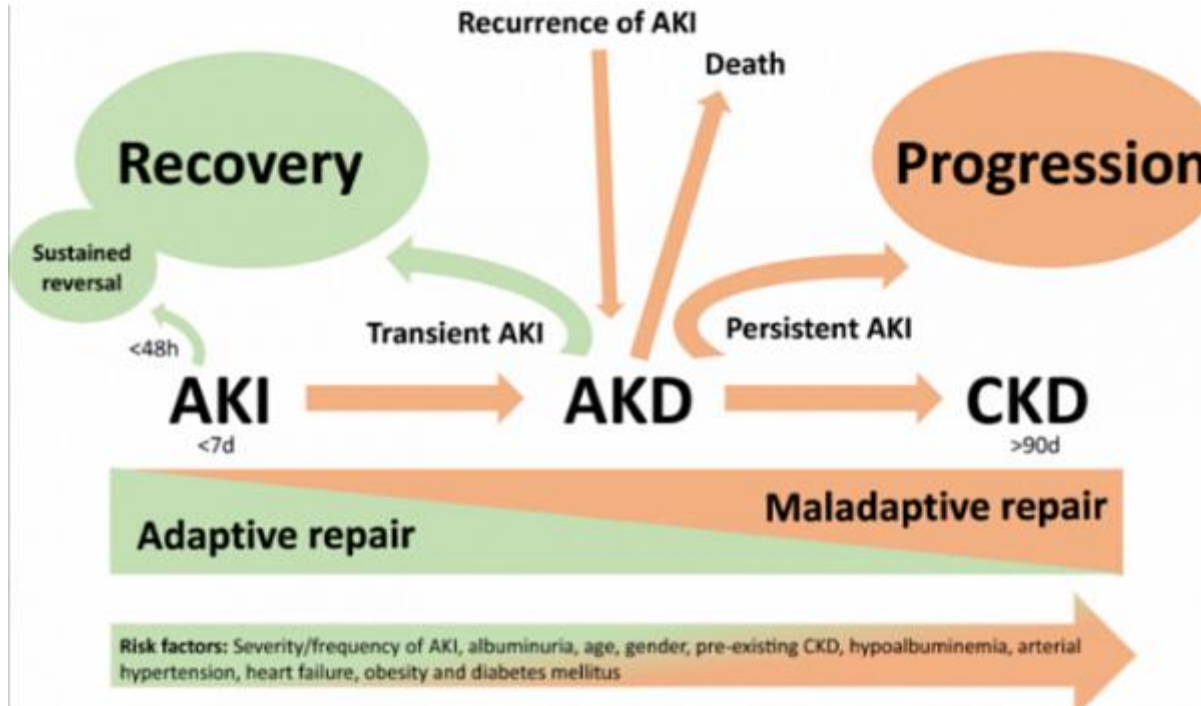 Recurrence of AKI
Death
Recovery
Progression
Sustained
reversal
<48h
Transient AKI
Persistent AKI
AKI
<7d
AKD
CKD
>90d
Adaptive repair
Maladaptive repair
Risk factors: Severity/frequency of AKI, albuminuria, age, gender, pre-existing CKD, hypoalbuminemia, arterial
hypertension, heart failure, obesity and diabetes mellitus